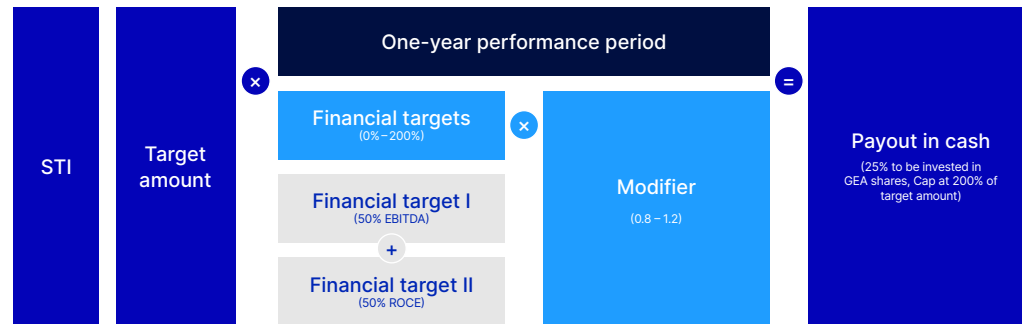 STI
Target
amount
×
One-year performance period
Financial targets
(0%–200%)
Financial target I
(50% EBITDA)
+
Financial target II
(50% ROCE)
×
Modifier
(0.8 – 1.2)
=
Payout in cash
(25% to be invested in
GEA shares, Cap at 200% of
target amount)